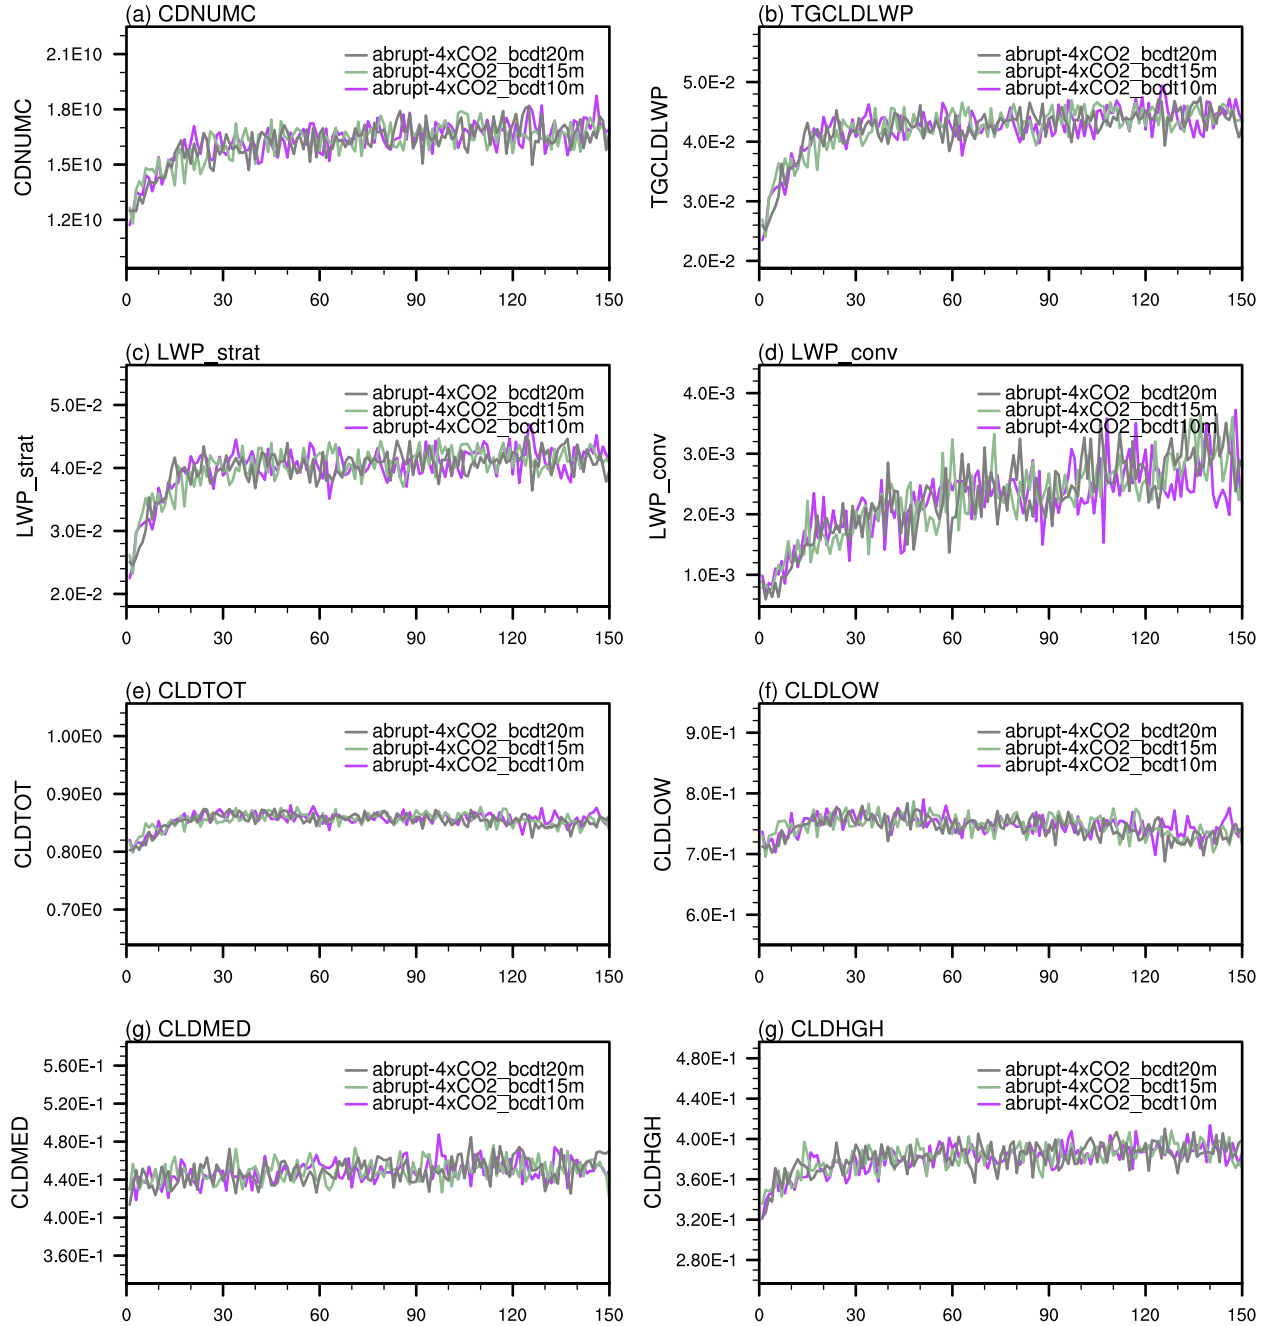 (a) CDNUMC
CDNUMC
2.1E10
1.8E10
1.5E10
1.2E10
abrupt-4xCO2_bcdt20m
abrupt-4xCO2_bcdt15m
abrupt-4xCO2_bcdt10m
0 30 60 90 120 150
(b) TGCLDLWP
TGCLDLWP
5.0E-2
4.0E-2
3.0E-2
2.0E-2
abrupt-4xCO2_bcdt20m
abrupt-4xCO2_bcdt15m
abrupt-4xCO2_bcdt10m
0 30 60 90 120 150
(c) LWP_strat
LWP_strat
5.0E-2
4.0E-2
3.0E-2
2.0E-2
abrupt-4xCO2_bcdt20m
abrupt-4xCO2_bcdt15m
abrupt-4xCO2_bcdt10m
0 30 60 90 120 150
(d) LWP_conv
LWP_conv
4.0E-3
3.0E-3
2.0E-3
1.0E-3
abrupt-4xCO2_bcdt20m
abrupt-4xCO2_bcdt15m
abrupt-4xCO2_bcdt10m
0 30 60 90 120 150
(e) CLDTOT
CLDTOT
1.00E0
0.90E0
0.80E0
0.70E0
abrupt-4xCO2_bcdt20m
abrupt-4xCO2_bcdt15m
abrupt-4xCO2_bcdt10m
0 30 60 90 120 150
(f) CLDLOW
CLDLOW
9.0E-1
8.0E-1
7.0E-1
6.0E-1
abrupt-4xCO2_bcdt20m
abrupt-4xCO2_bcdt15m
abrupt-4xCO2_bcdt10m
0 30 60 90 120 150
(g) CLDMED
CLDMED
5.60E-1
5.20E-1
4.80E-1
4.40E-1
4.00E-1
3.60E-1
abrupt-4xCO2_bcdt20m
abrupt-4xCO2_bcdt15m
abrupt-4xCO2_bcdt10m
0 30 60 90 120 150
(g) CLDHGH
CLDHGH
4.80E-1
4.40E-1
4.00E-1
3.60E-1
3.20E-1
2.80E-1
abrupt-4xCO2_bcdt20m
abrupt-4xCO2_bcdt15m
abrupt-4xCO2_bcdt10m
0 30 60 90 120 150